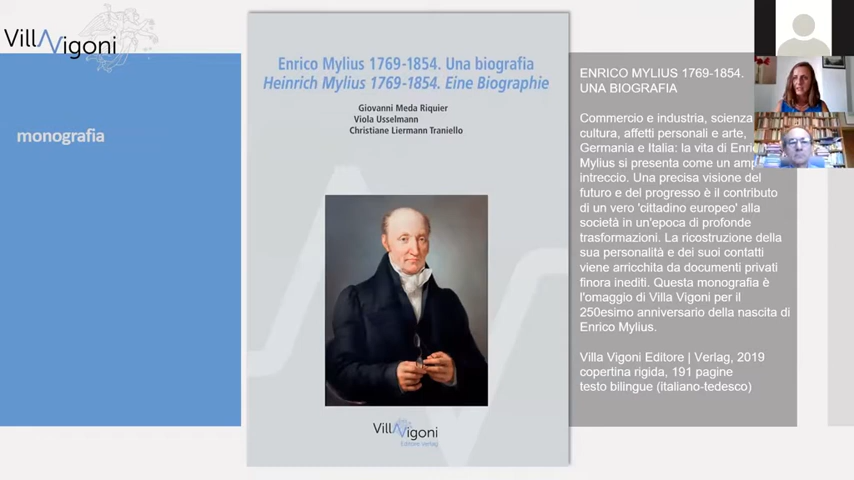 Villa Vigoni
monografia
Enrico Mylius 1769-1854. Una biografia
Heinrich Mylius 1769-1854. Eine Biographie
Giovanni Meda Riquier
Viola Usselmann
Christiane Liermann Traniello
Villa Vigoni
Editore Verlag
ENRICO MYLIUS 1769-1854.
UNA BIOGRAFIA
Commercio e industria, scienza
cultura, affetti personali e arte,
Germania e Italia: la vita di
Mylius si presenta come un
intreccio. Una precisa visione del
futuro e del progresso è il contributo
di un vero 'cittadino europeo' alla
società in un'epoca di profonde
trasformazioni. La ricostruzione della
sua personalità e dei suoi contatti
viene arricchita da documenti privati
finora inediti. Questa monografia è
l'omaggio di Villa Vigoni per il
250esimo anniversario della nascita di
Enrico Mylius.
Villa Vigoni Editore | Verlag, 2019
copertina rigida, 191 pagine
testo bilingue (italiano-tedesco)